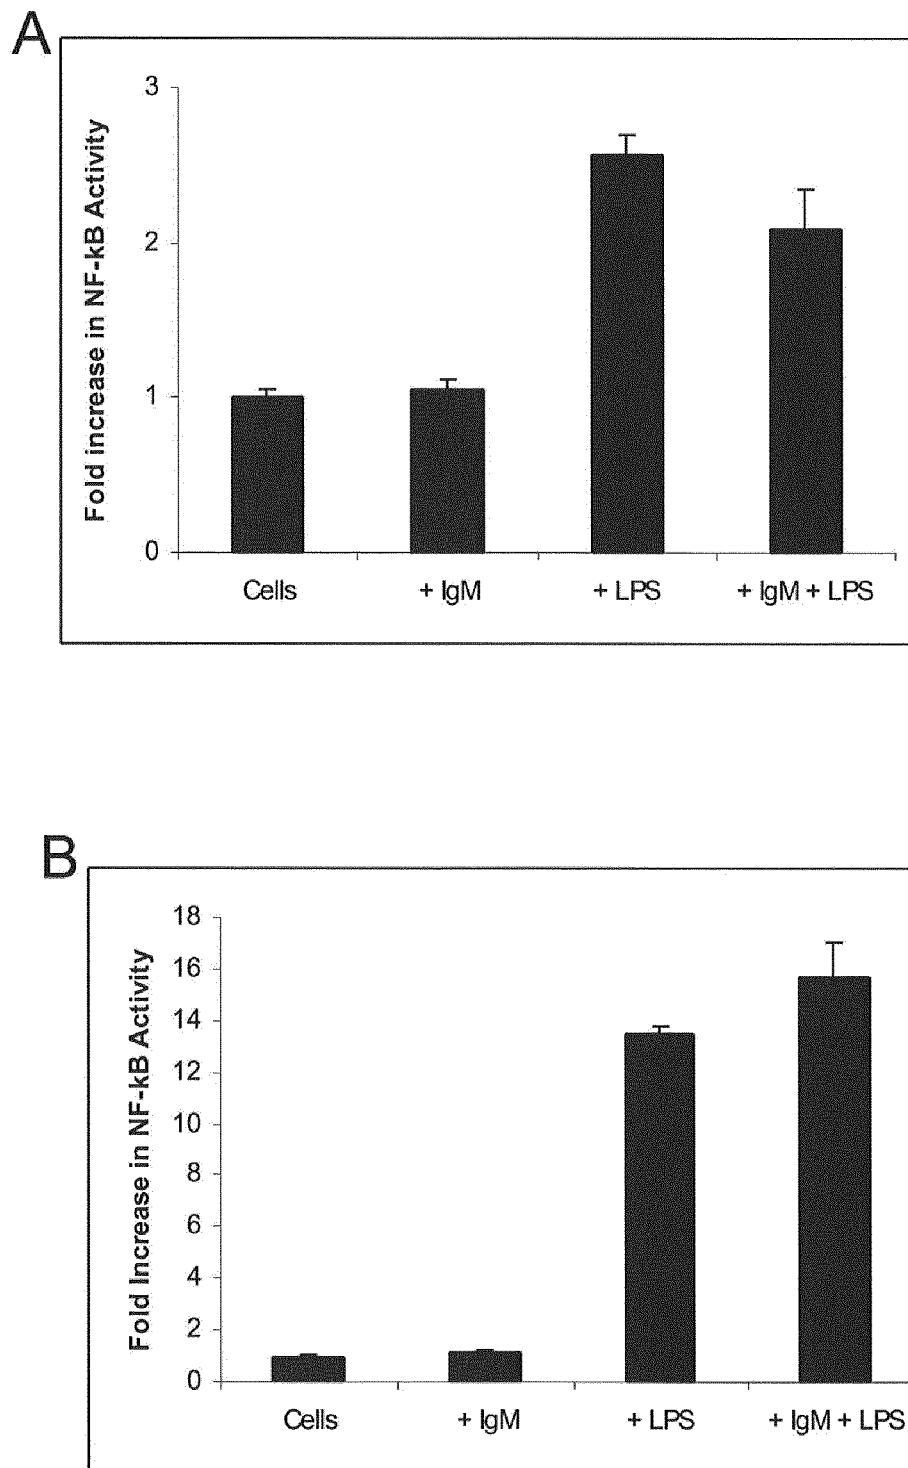 A
Fold increase in NF-kB Activity
3
2
1
0
Cells
+ IgM
+ LPS
+ IgM + LPS
B
Fold Increase in NF-kB Activity
18
16
14
12
10
8
6
4
2
0
Cells
+ IgM
+ LPS
+ IgM + LPS